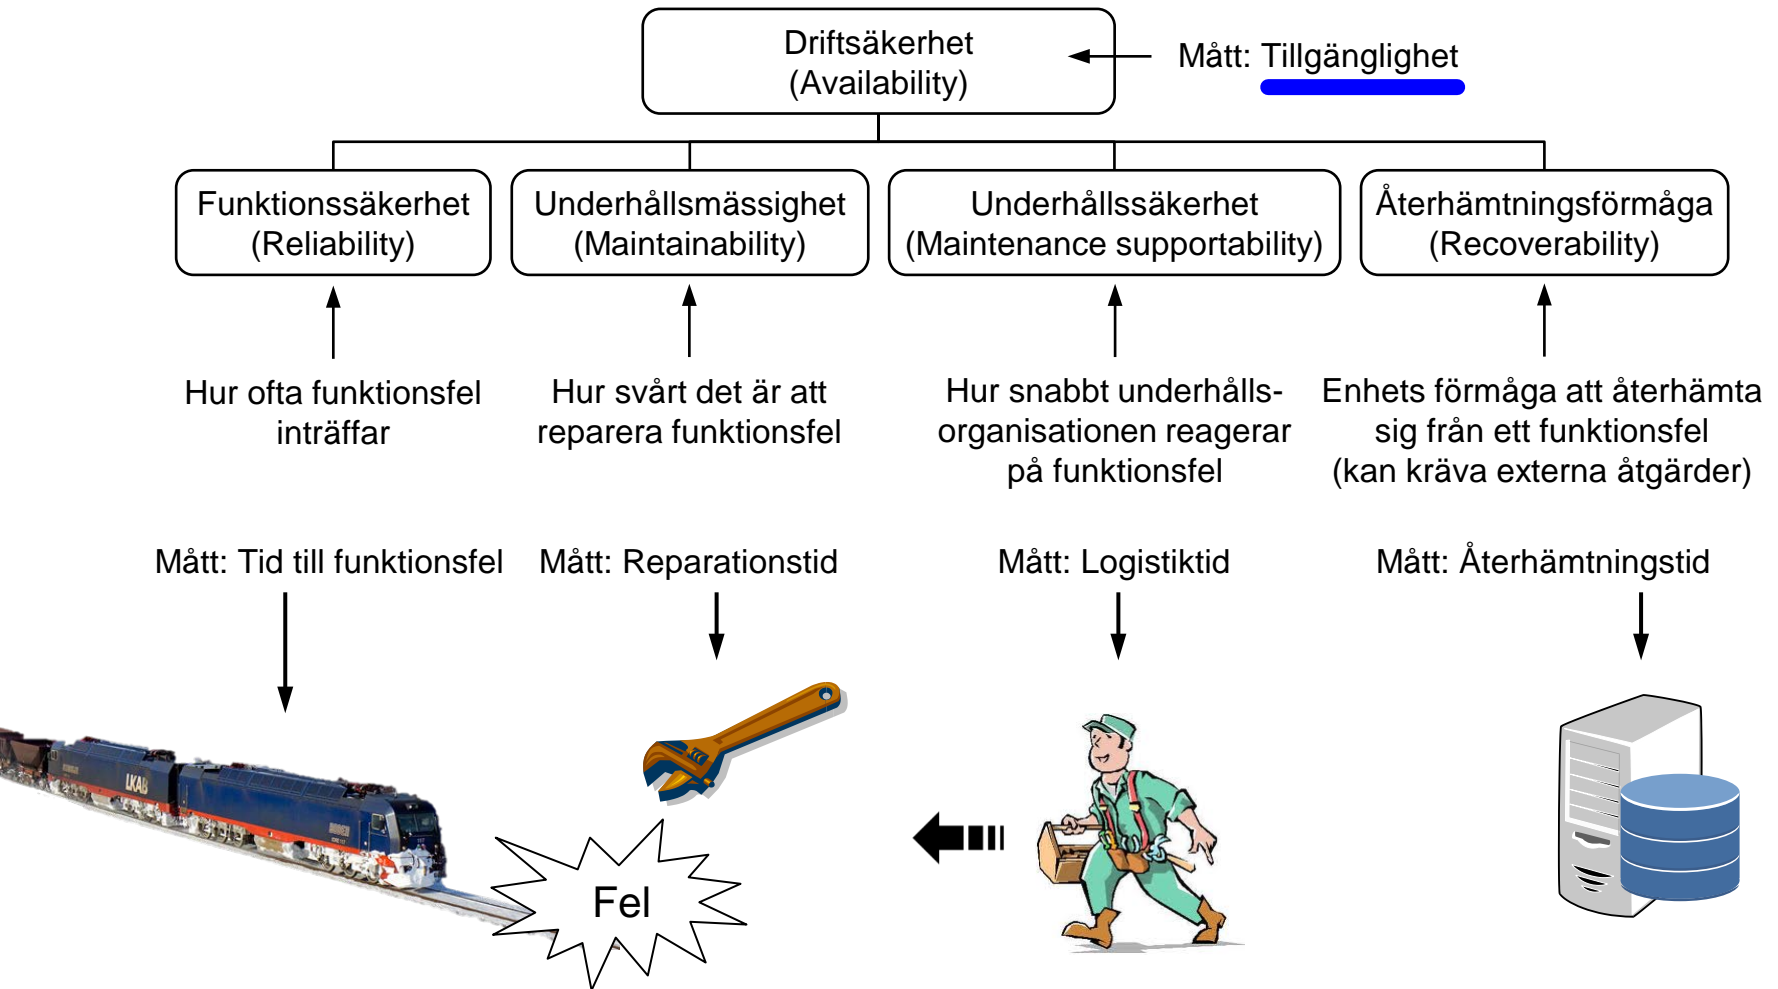 Driftsäkerhet
(Availability)
Mått: Tillgänglighet
Funktionssäkerhet
(Reliability)
Underhållsmässighet
(Maintainability)
Underhållssäkerhet
(Maintenance supportability)
Återhämtningsförmåga
(Recoverability)
Hur ofta funktionsfel
inträffar
Hur svårt det är att
reparera funktionsfel
Hur snabbt underhålls-
organisationen reagerar
på funktionsfel
Enhets förmåga att återhämta
sig från ett funktionsfel
(kan kräva externa åtgärder)
Mått: Tid till funktionsfel
Mått: Reparationstid
Mått: Logistiktid
Mått: Återhämtningstid
LKAB
Fel